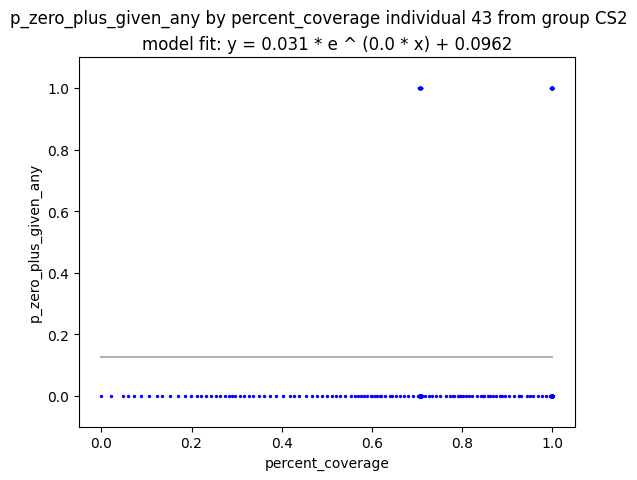 p_zero_plus_given_any by percent_coverage individual 43 from group CS2
model fit: y = 0.031 * e ^ (0.0 * x) + 0.0962
1.0
0.8
0.6
0.4
0.2
0.0
p_zero_plus_given_any
0.0 0.2 0.4 0.6 0.8 1.0
percent_coverage